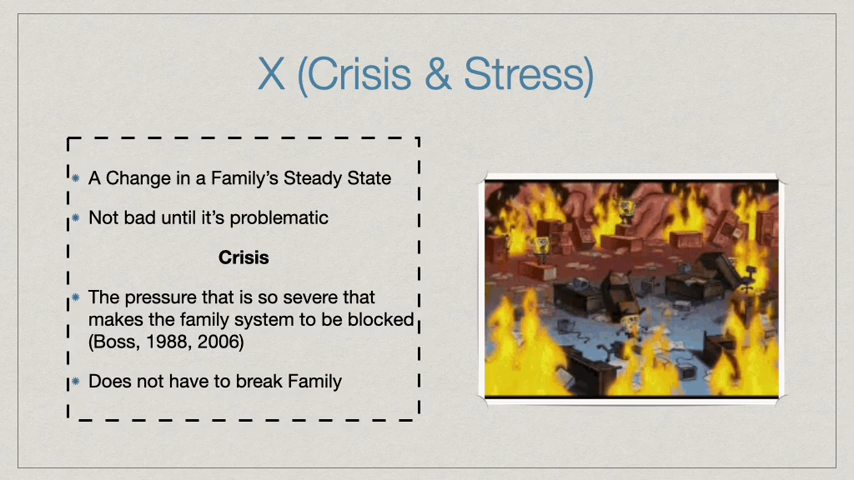 X (Crisis & Stress)
A Change in a Family's Steady State
Not bad until it's problematic
Crisis
The pressure that is so severe that
makes the family system to be blocked
(Boss, 1988, 2006)
Does not have to break Family